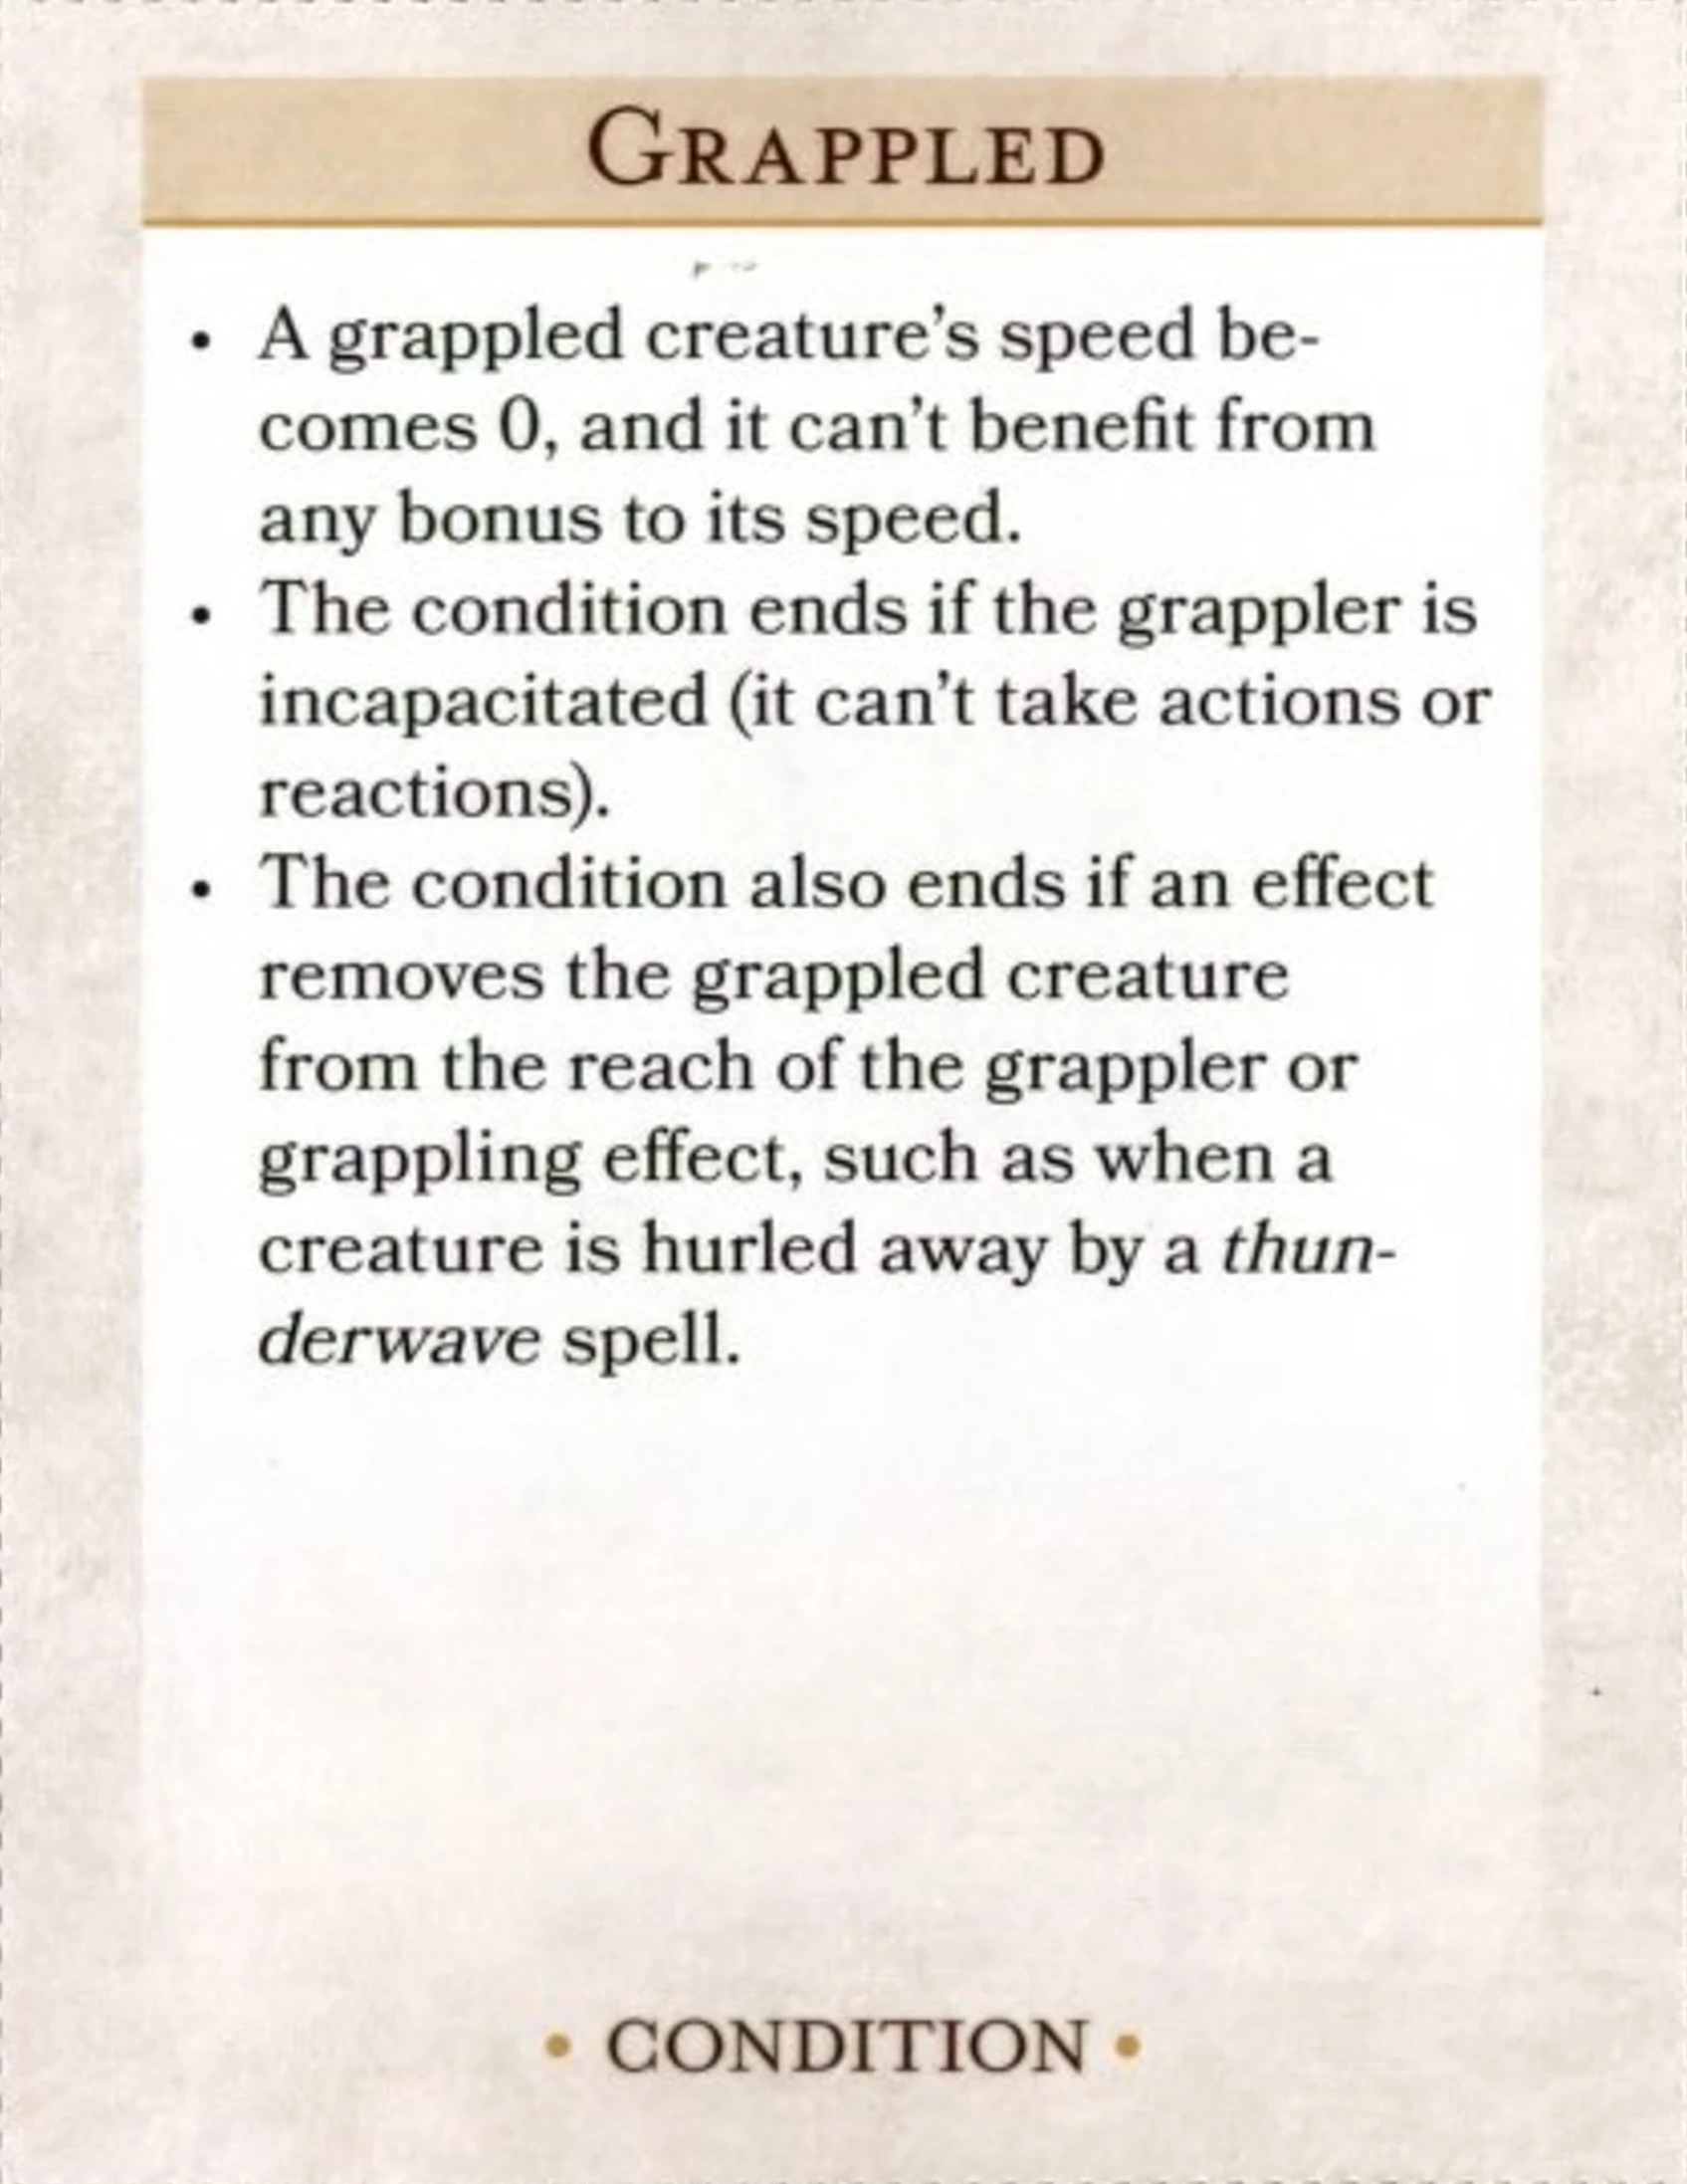 GRAPPLED
• A grappled creature's speed be-
comes 0, and it can't benefit from
any bonus to its speed.
• The condition ends if the grappler is
incapacitated (it can't take actions or
reactions).
• The condition also ends if an effect
removes the grappled creature
from the reach of the grappler or
grappling effect, such as when a
creature is hurled away by a thun-
derwave spell.
• CONDITION •